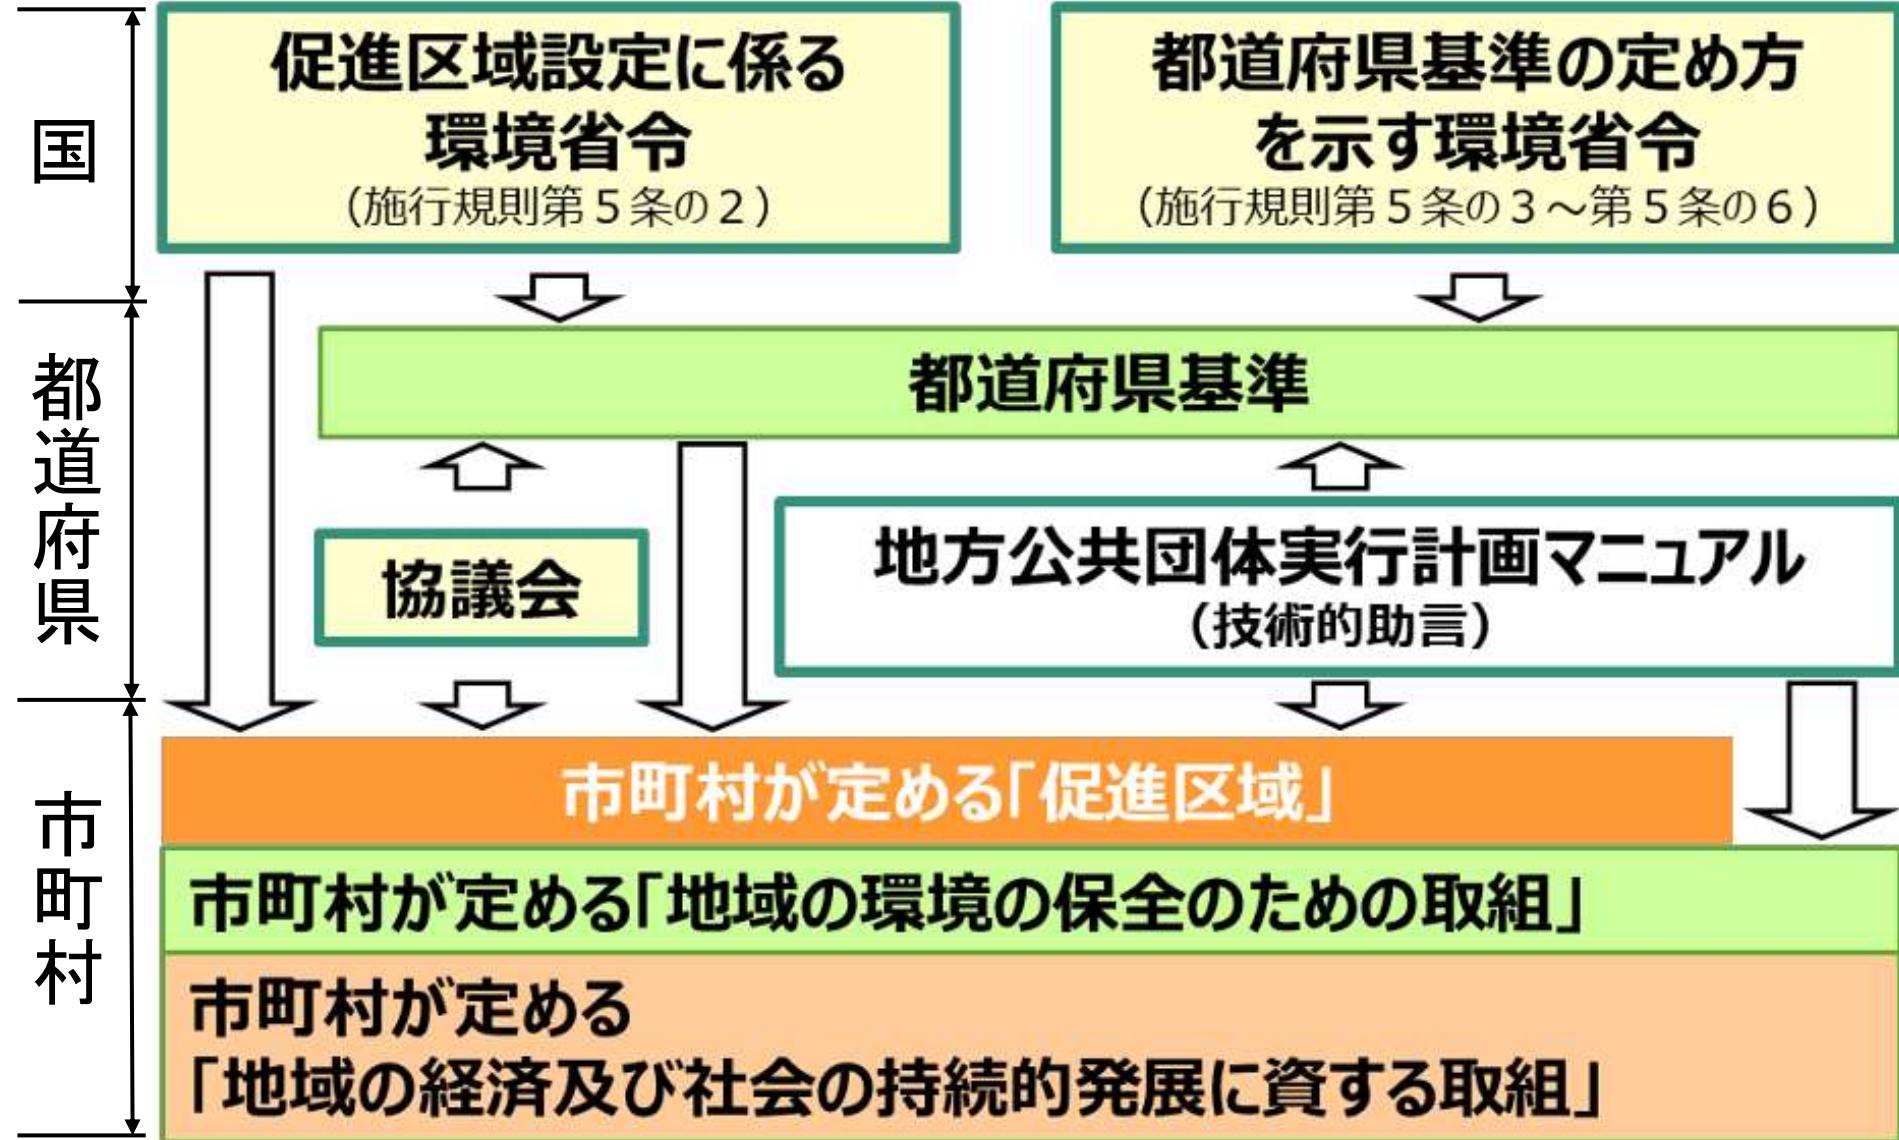 国
促進区域設定に係る
環境省令
（施行規則第５条の２）
都道府県基準の定め方
を示す環境省令
（施行規則第５条の３～第５条の６）
都道府県
都道府県基準
協議会
地方公共団体実行計画マニュアル
（技術的助言）
市町村
市町村が定める「促進区域」
市町村が定める「地域の環境の保全のための取組」
市町村が定める
「地域の経済及び社会の持続的発展に資する取組」